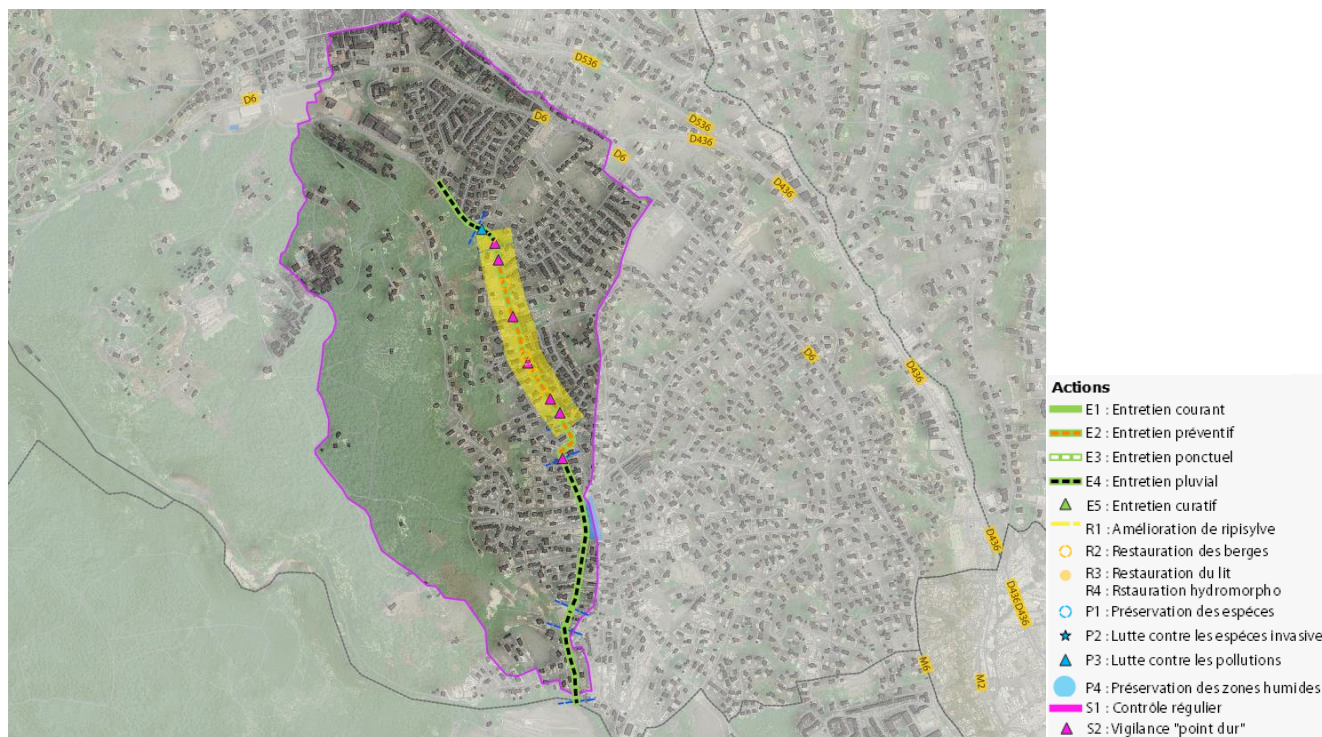 D536
D6
D6
D536
D436
D6
D436
D6
D436
D436
D436D436
M6
M2
Actions
E1 : Entretien courant
E2 : Entretien préventif
E3 : Entretien ponctuel
E4 : Entretien pluvial
E5 : Entretien curatif
R1 : Amélioration de ripisylve
R2 : Restauration des berges
R3 : Restauration du lit
R4 : Rstauration hydromorpho
P1 : Préservation des espéces
P2 : Lutte contre les espéces invasive
P3 : Lutte contre les pollutions
P4 : Préservation des zones humides
S1 : Contrôle régulier
S2 : Vigilance "point dur"